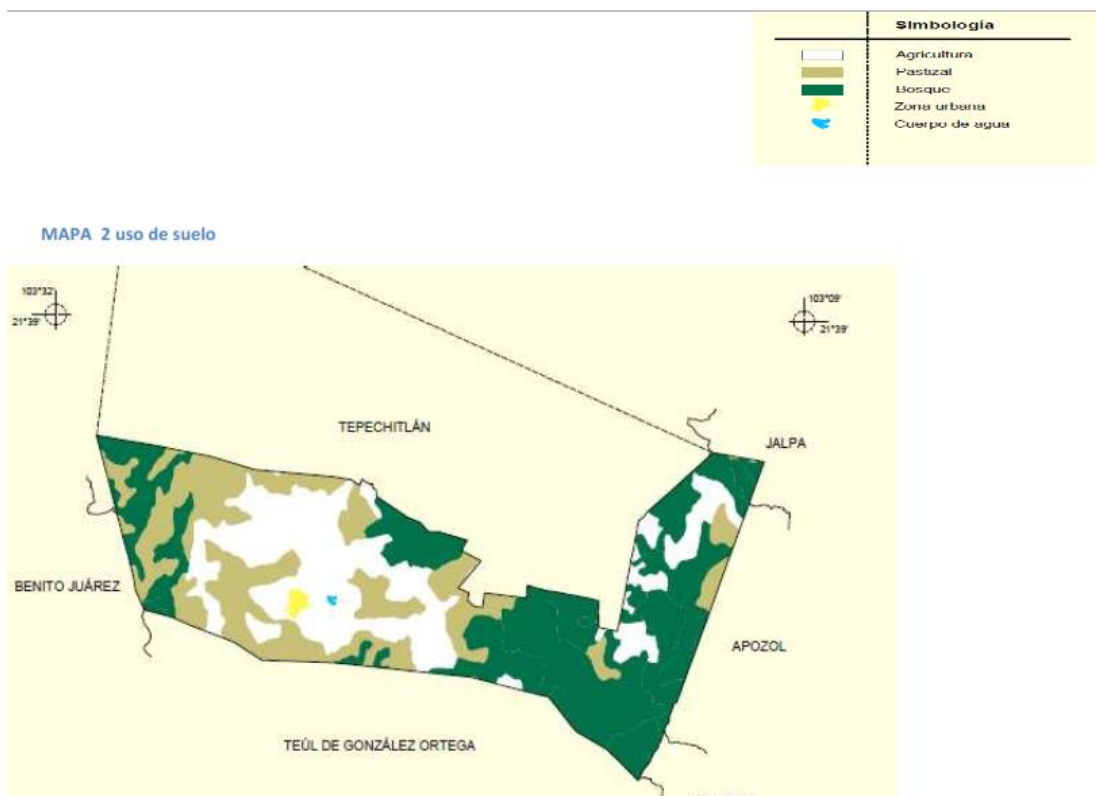 Simbología
Agricultura
Pastizal
Bosque
Zona urbana
Cuerpo de agua
MAPA 2 uso de suelo
103°32'
21°39'
103°09'
21°39'
TEPECHITLÁN
JALPA
BENITO JUÁREZ
APOZOL
TEÚL DE GONZÁLEZ ORTEGA